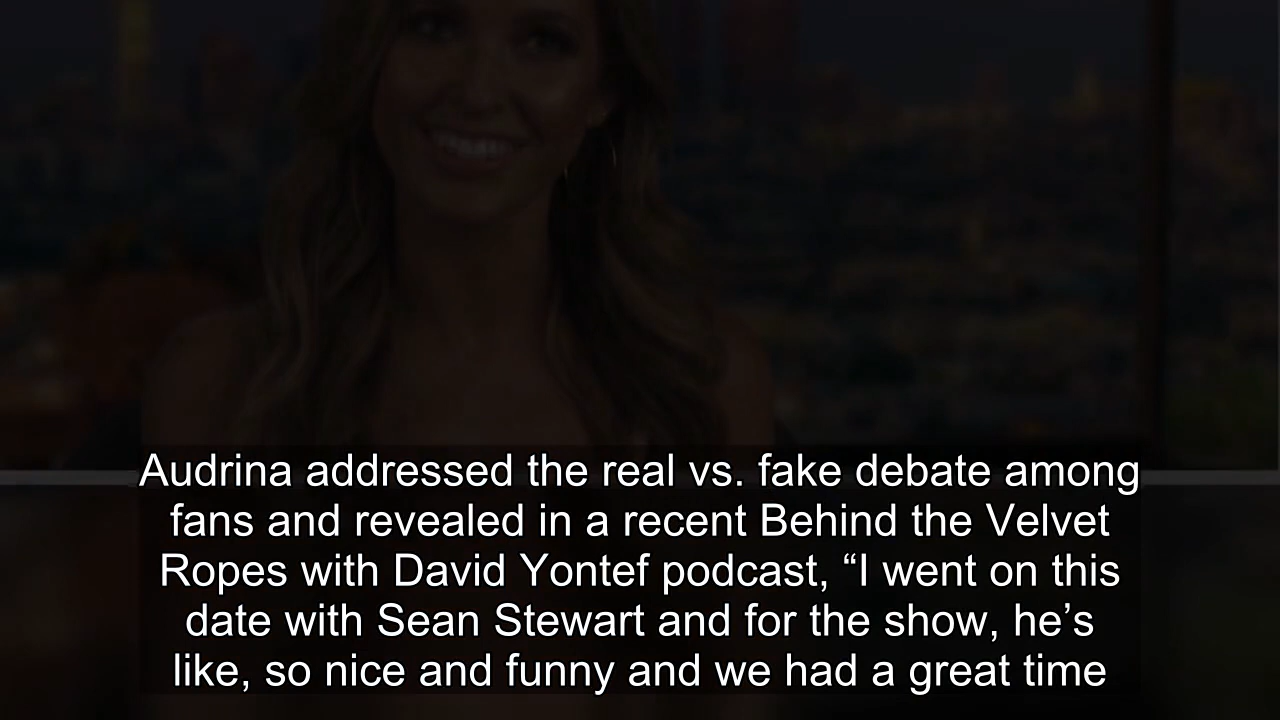 Audrina addressed the real vs. fake debate among
fans and revealed in a recent Behind the Velvet
Ropes with David Yontef podcast, “I went on this
date with Sean Stewart and for the show, he’s
like, so nice and funny and we had a great time